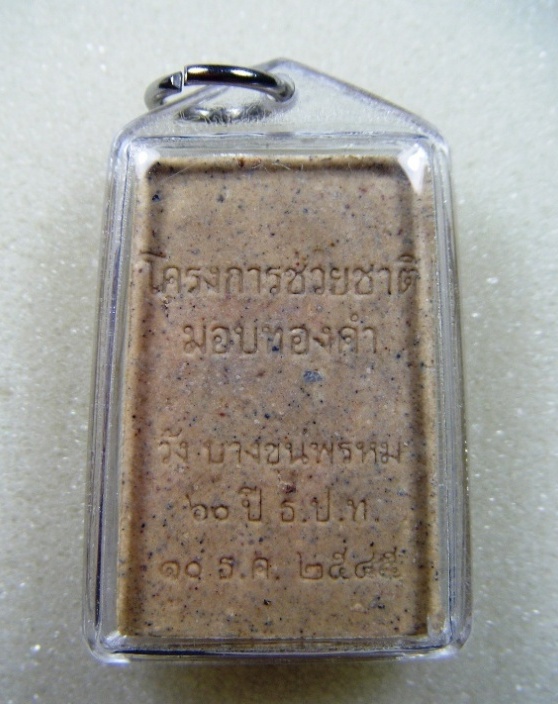 โครงการช่วยชาติ
มอบทองคำ
วัง บางขุนพรหม
๖๐ ปี ธ.ป.ท.
๑๐ ธ.ค. ๒๕๔๕